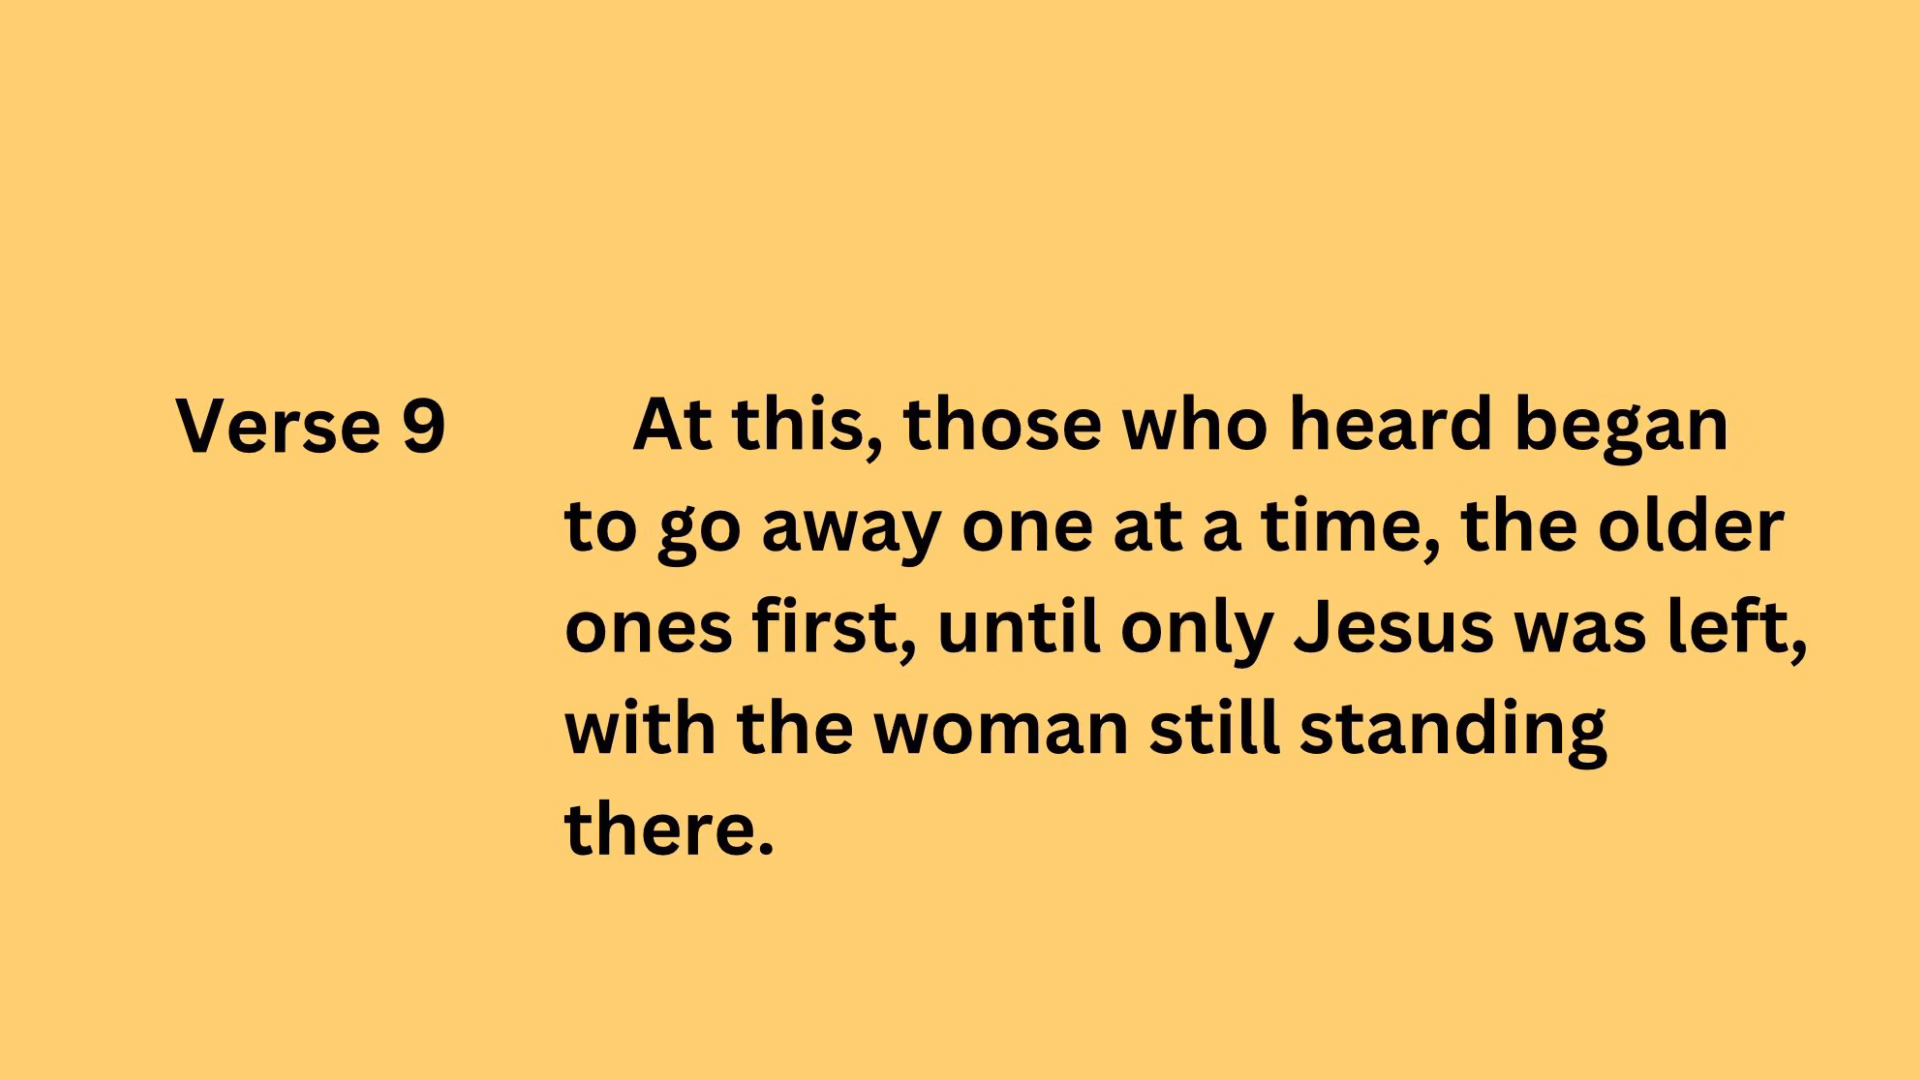 Verse 9
At this, those who heard began
to go away one at a time, the older
ones first, until only Jesus was left,
with the woman still standing
there.